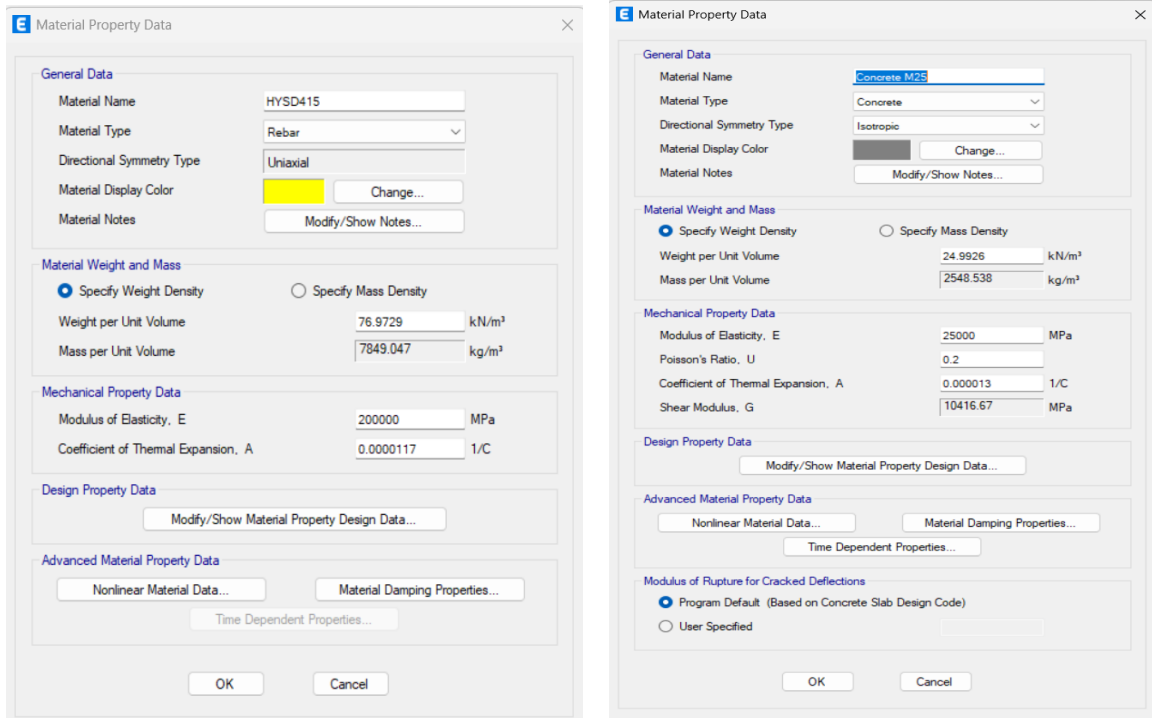 E Material Property Data
General Data
Material Name HYSD415
Material Type Rebar
Directional Symmetry Type Uniaxial
Material Display Color Change...
Material Notes Modify/Show Notes...
Material Weight and Mass
Specify Weight Density Specify Mass Density
Weight per Unit Volume 76.9729 kN/m³
Mass per Unit Volume 7849.047 kg/m³
Mechanical Property Data
Modulus of Elasticity, E 200000 MPa
Coefficient of Thermal Expansion, A 0.0000117 1/C
Design Property Data
Modify/Show Material Property Design Data...
Advanced Material Property Data
Nonlinear Material Data... Material Damping Properties...
Time Dependent Properties...
OK Cancel
E Material Property Data
General Data
Material Name Concrete M25
Material Type Concrete
Directional Symmetry Type Isotropic
Material Display Color Change...
Material Notes Modify/Show Notes...
Material Weight and Mass
Specify Weight Density Specify Mass Density
Weight per Unit Volume 24.9926 kN/m³
Mass per Unit Volume 2548.538 kg/m³
Mechanical Property Data
Modulus of Elasticity, E 25000 MPa
Poisson's Ratio, U 0.2
Coefficient of Thermal Expansion, A 0.000013 1/C
Shear Modulus, G 10416.67 MPa
Design Property Data
Modify/Show Material Property Design Data...
Advanced Material Property Data
Nonlinear Material Data... Material Damping Properties...
Time Dependent Properties...
Modulus of Rupture for Cracked Deflections
Program Default (Based on Concrete Slab Design Code)
User Specified
OK Cancel